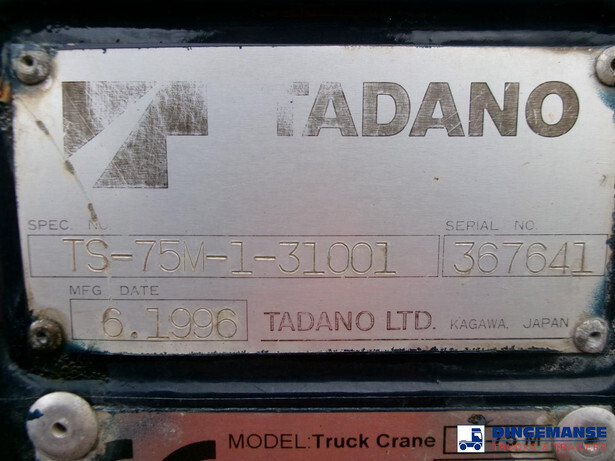 TADANO
SPEC. NO.
SERIAL NO.
TS-75M-1-31001
367641
MFG. DATE
6.1996
TADANO LTD. KAGAWA, JAPAN
MODEL:Truck Crane
DINGEMANSE